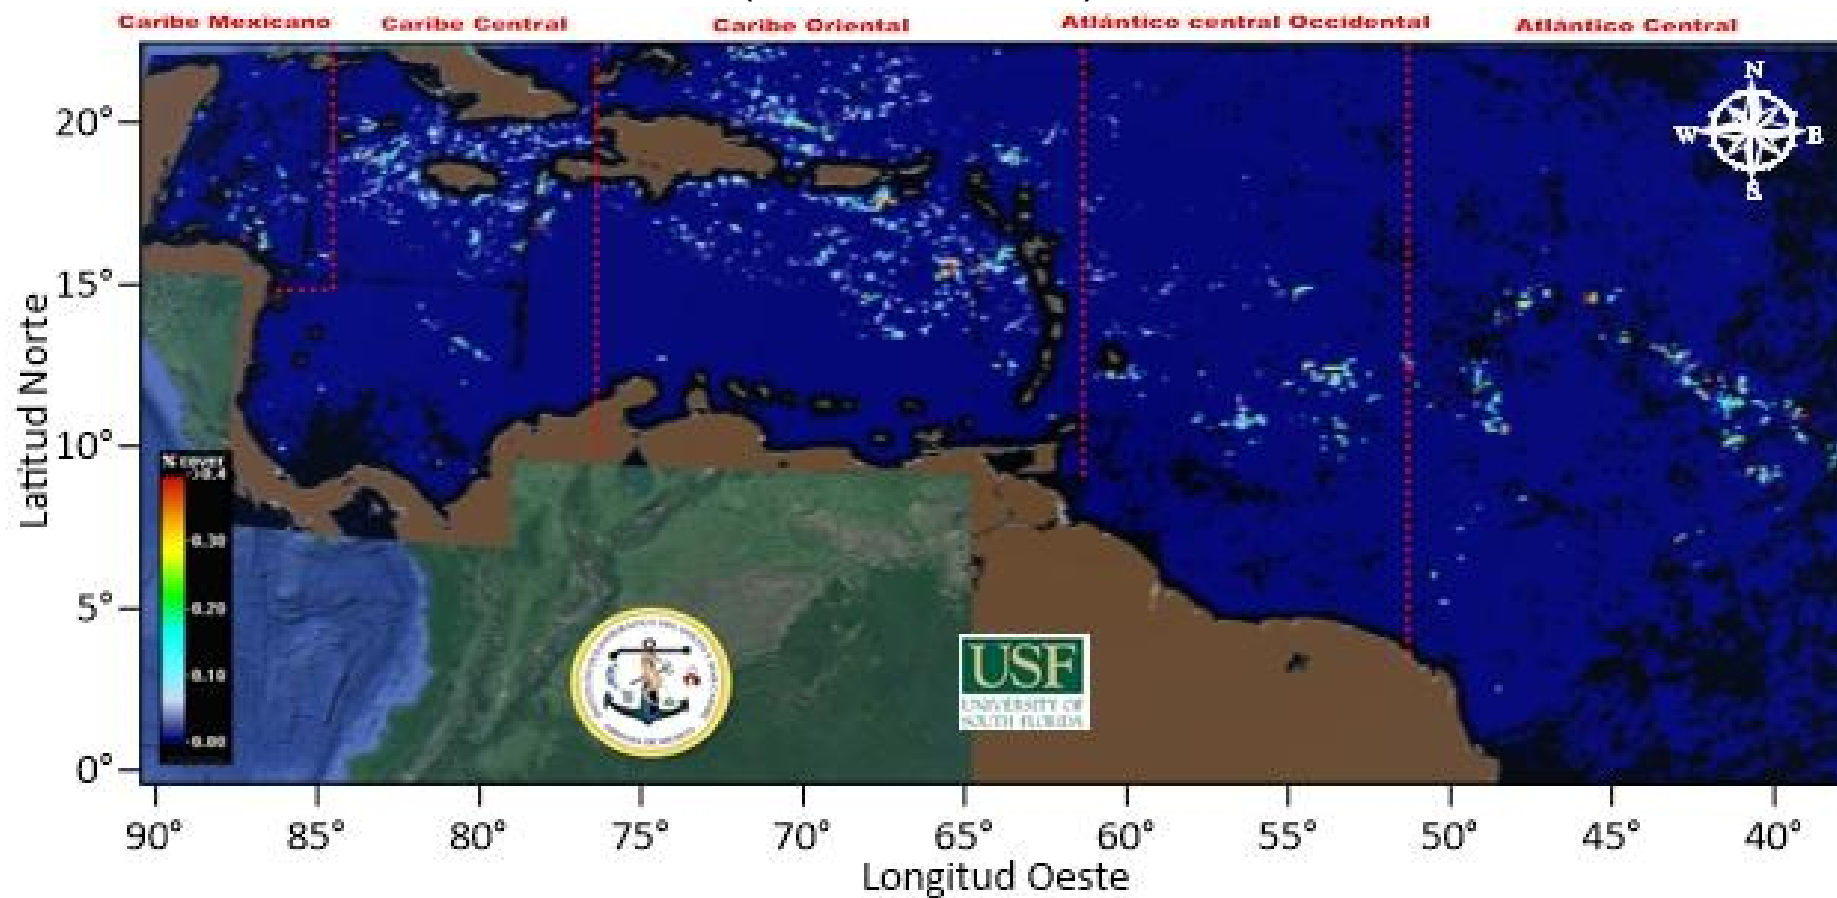 Caribe Mexicano Caribe Central Caribe Oriental Atlántico central Occidental Atlántico Central
N
W E
S
20°
15°
10°
5°
0°
Latitud Norte
% cover
0.30
0.20
0.10
0.00
USF
UNIVERSITY OF
SOUTH FLORIDA
90° 85° 80° 75° 70° 65° 60° 55° 50° 45° 40°
Longitud Oeste